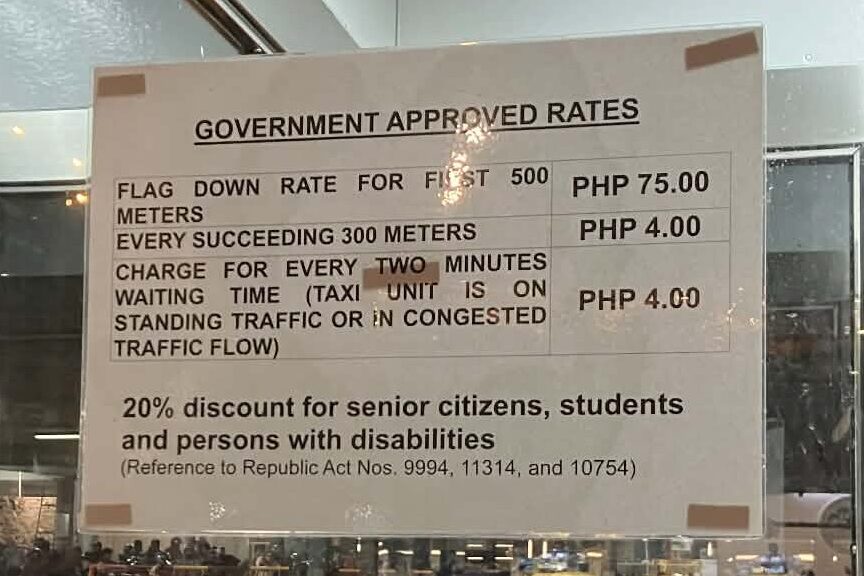 GOVERNMENT APPROVED RATES
FLAG DOWN RATE FOR FIRST 500
METERS
PHP 75.00
EVERY SUCCEEDING 300 METERS
PHP 4.00
CHARGE FOR EVERY TWO MINUTES
WAITING TIME (TAXI UNIT IS ON
STANDING TRAFFIC OR IN CONGESTED
TRAFFIC FLOW)
PHP 4.00
20% discount for senior citizens, students
and persons with disabilities
(Reference to Republic Act Nos. 9994, 11314, and 10754)